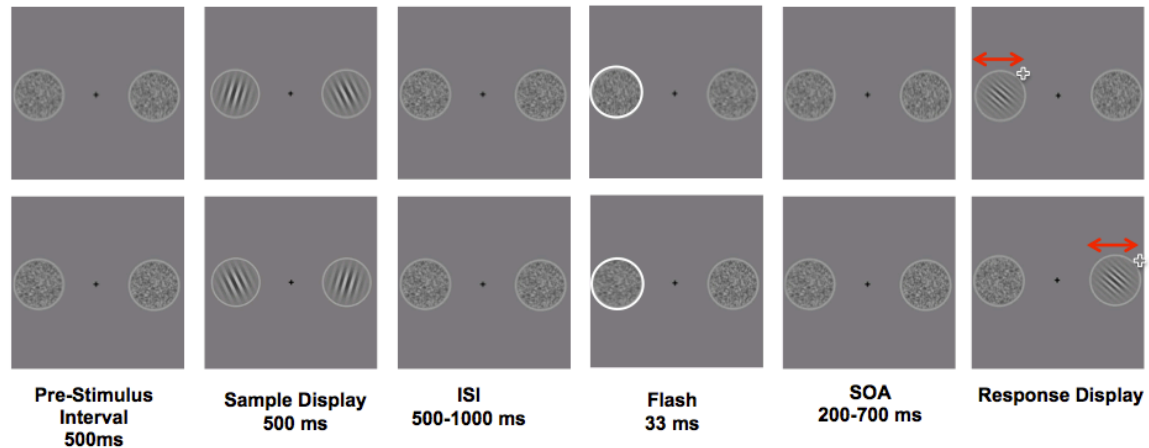 Pre-Stimulus
Interval
500ms
Sample Display
500 ms
ISI
500-1000 ms
Flash
33 ms
SOA
200-700 ms
Response Display